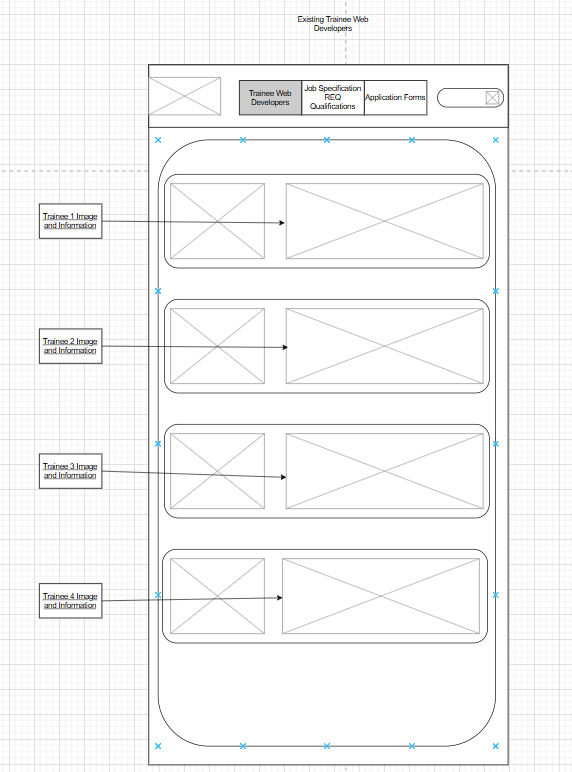 Existing Trainee Web
Developers
Trainee Web
Developers
Job Specification
REQ
Qualifications
Application Forms
Trainee 1 Image
and Information
Trainee 2 Image
and Information
Trainee 3 Image
and Information
Trainee 4 Image
and Information